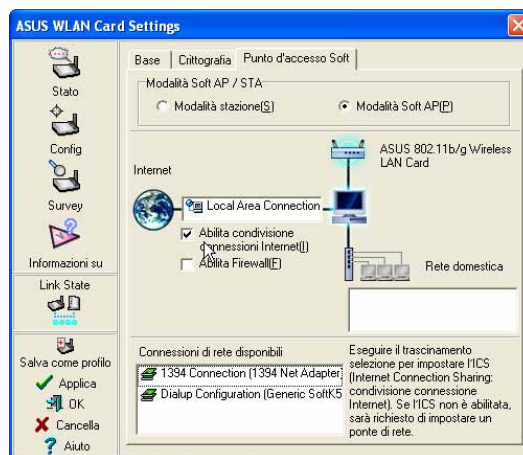 ASUS WLAN Card Settings
Stato
Config
Survey
Informazioni su
Link State
Salva come profilo
Applica
OK
Cancella
Aiuto
Base
Crittografia
Punto d'accesso Soft
Modalità Soft AP / STA
Modalità stazione(S)
Modalità Soft AP(P)
ASUS 802.11b/g Wireless
LAN Card
Internet
Local Area Connection
Abilita condivisione
connessioni Internet(I)
Abilita Firewall(F)
Rete domestica
Connessioni di rete disponibili
1394 Connection (1394 Net Adapter)
Dialup Configuration (Generic SoftK5
Eseguire il trascinamento
selezione per impostare l'ICS
(Internet Connection Sharing:
condivisione connessione
Internet). Se l'ICS non è abilitata,
sarà richiesto di impostare un
ponte di rete.